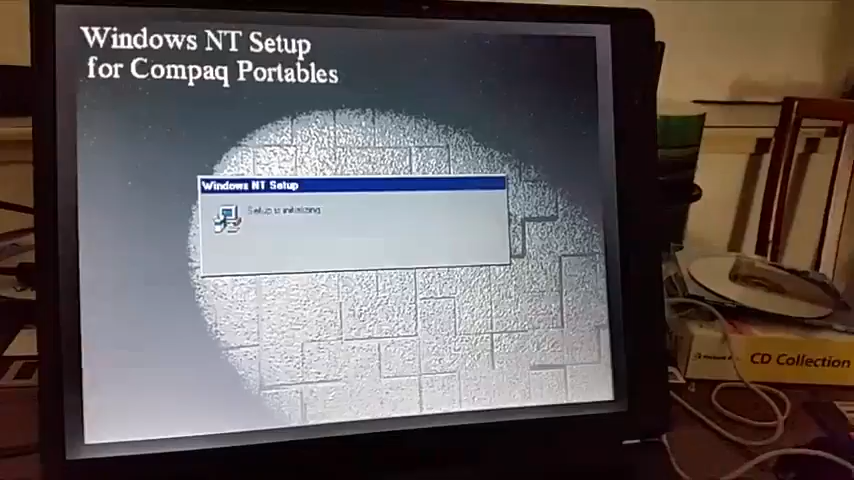 Windows NT Setup
for Compaq Portables
Windows NT Setup
Setup is initializing
CD Collection